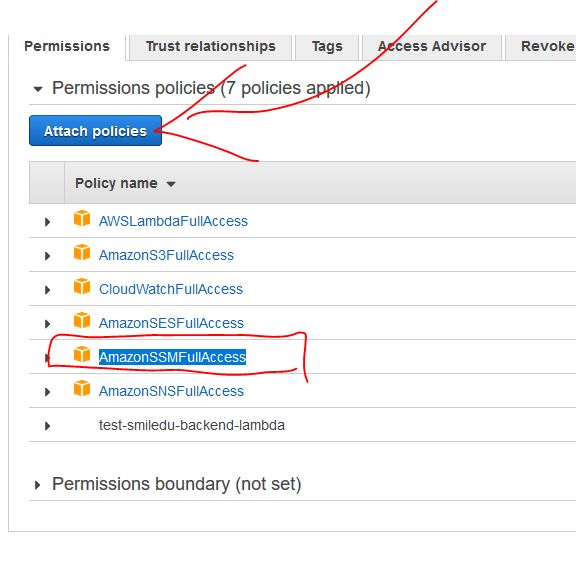 Permissions Trust relationships Tags Access Advisor Revoke
Permissions policies (7 policies applied)
Attach policies
Policy name
AWSLambdaFullAccess
AmazonS3FullAccess
CloudWatchFullAccess
AmazonSESFullAccess
AmazonSSMFullAccess
AmazonSNSFullAccess
test-smiledu-backend-lambda
Permissions boundary (not set)